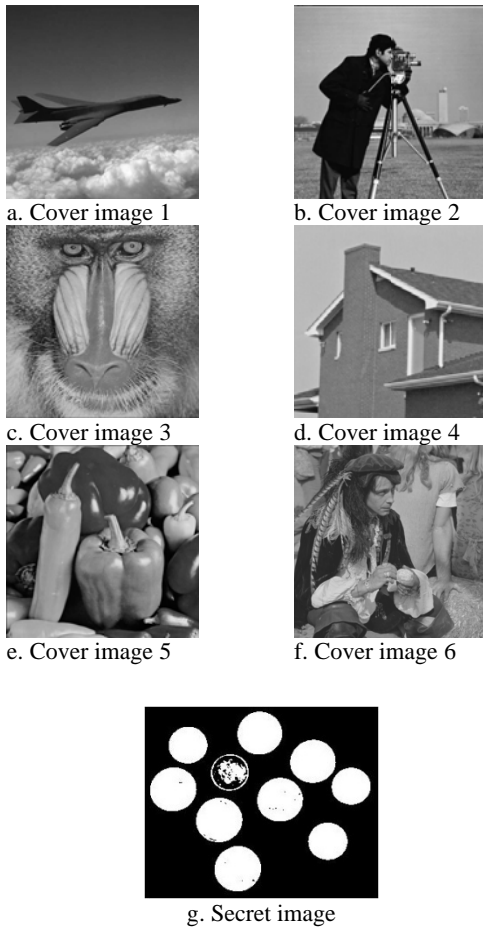 a. Cover image 1
b. Cover image 2
c. Cover image 3
d. Cover image 4
e. Cover image 5
f. Cover image 6
g. Secret image